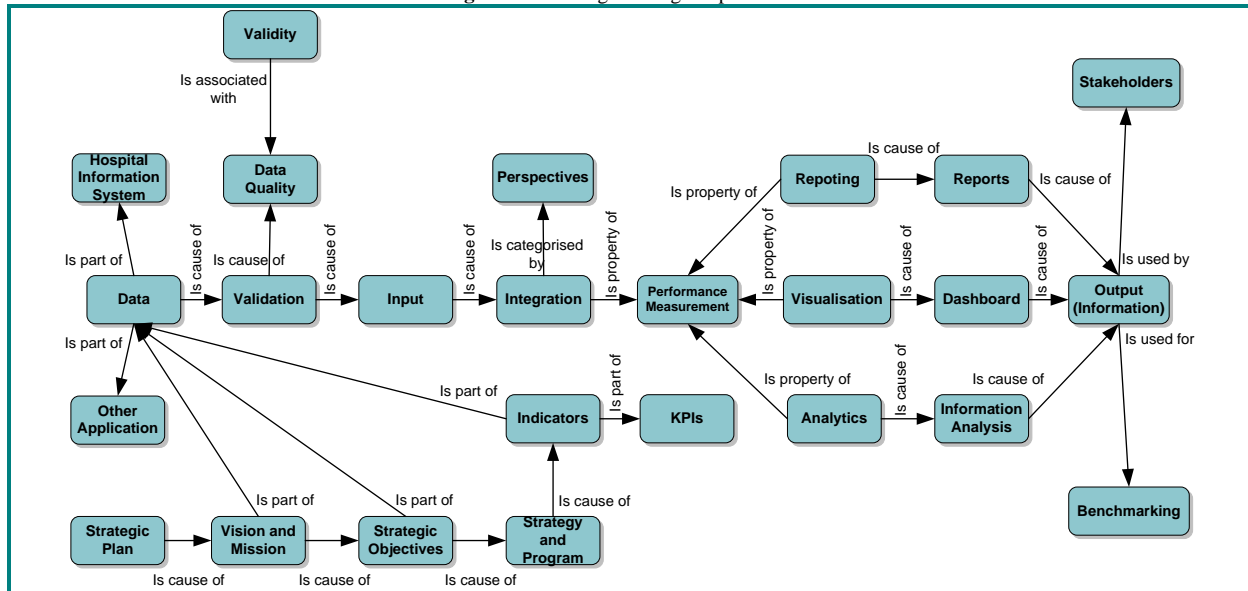 Validity
Is associated
with
Stakeholders
Hospital
Information
System
Data
Quality
Perspectives
Is cause of
Repoting
Reports
Is property of
Is cause of
Is part of
Is cause of
Is cause of
Is cause of
Is cause of
Is categorised
by
Is property of
Is property of
Is cause of
Is cause of
Is used by
Data
Validation
Input
Integration
Performance
Measurement
Visualisation
Dashboard
Output
(Information)
Is part of
Is used for
Is part of
Is part of
Is property of
Is cause of
Is cause of
Other
Application
Indicators
KPIs
Analytics
Information
Analysis
Is part of
Is part of
Is cause of
Strategic
Plan
Vision and
Mission
Strategic
Objectives
Strategy
and
Program
Benchmarking
Is cause of
Is cause of
Is cause of